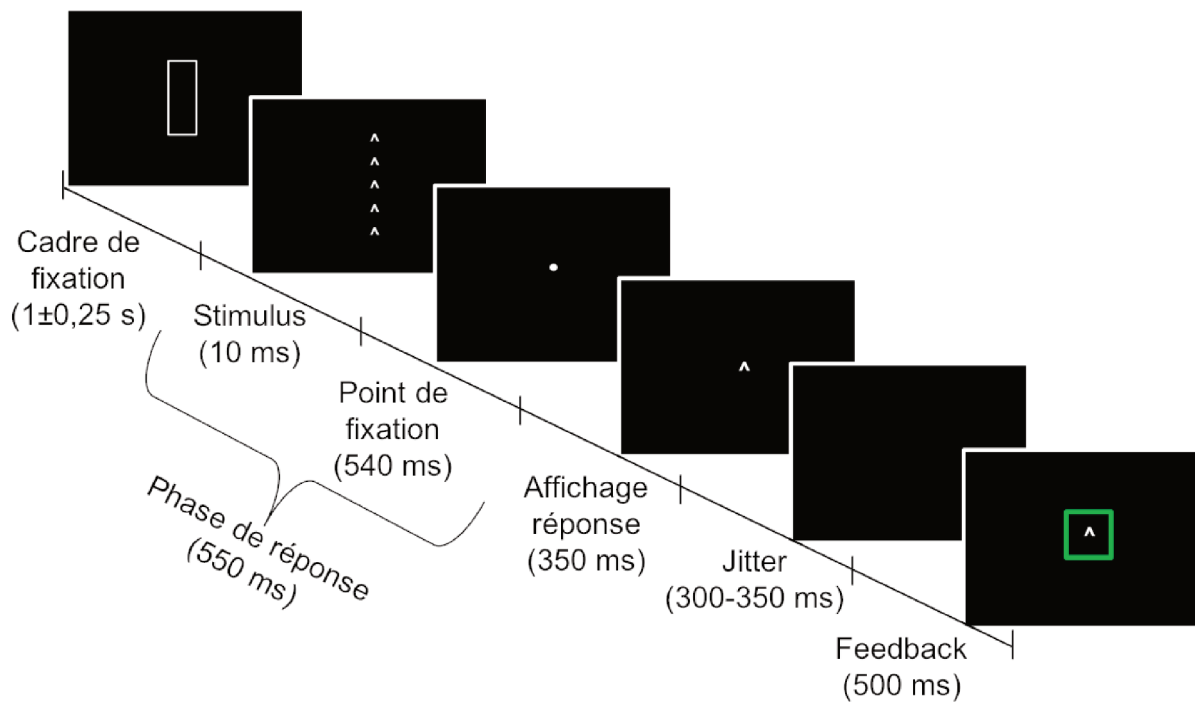 Cadre de
fixation
(1±0,25 s)
Stimulus
(10 ms)
Point de
fixation
(540 ms)
Phase de réponse
(550 ms)
Affichage
réponse
(350 ms)
Jitter
(300-350 ms)
Feedback
(500 ms)